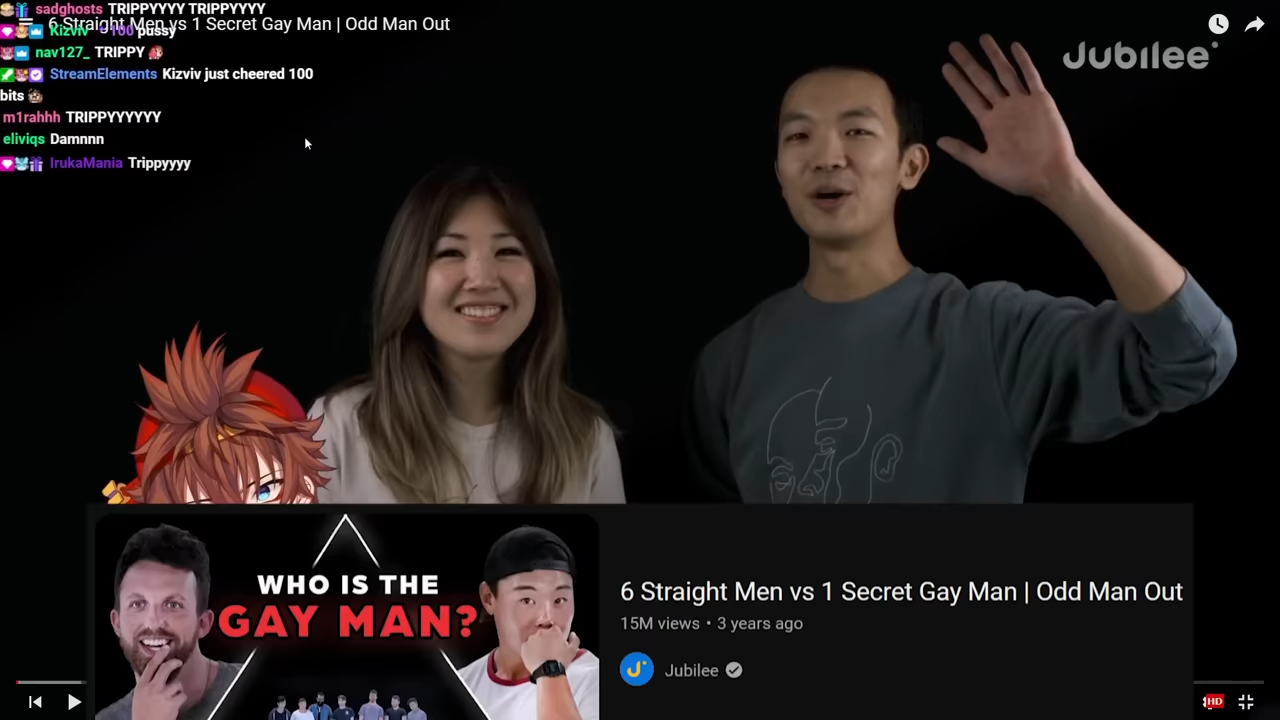 sadghosts TRIPPYYYY TRIPPYYYY
6 Straight Men vs 1 Secret Gay Man | Odd Man Out
Kizviv 100 pussy
nav127_ TRIPPY
StreamElements Kizviv just cheered 100
bits
m1rahhh TRIPPYYYYYY
eliviqs Damnnn
IrukaMania Trippyyyy
Jubilee
WHO IS THE
GAY MAN?
6 Straight Men vs 1 Secret Gay Man | Odd Man Out
15M views • 3 years ago
Jubilee
HD